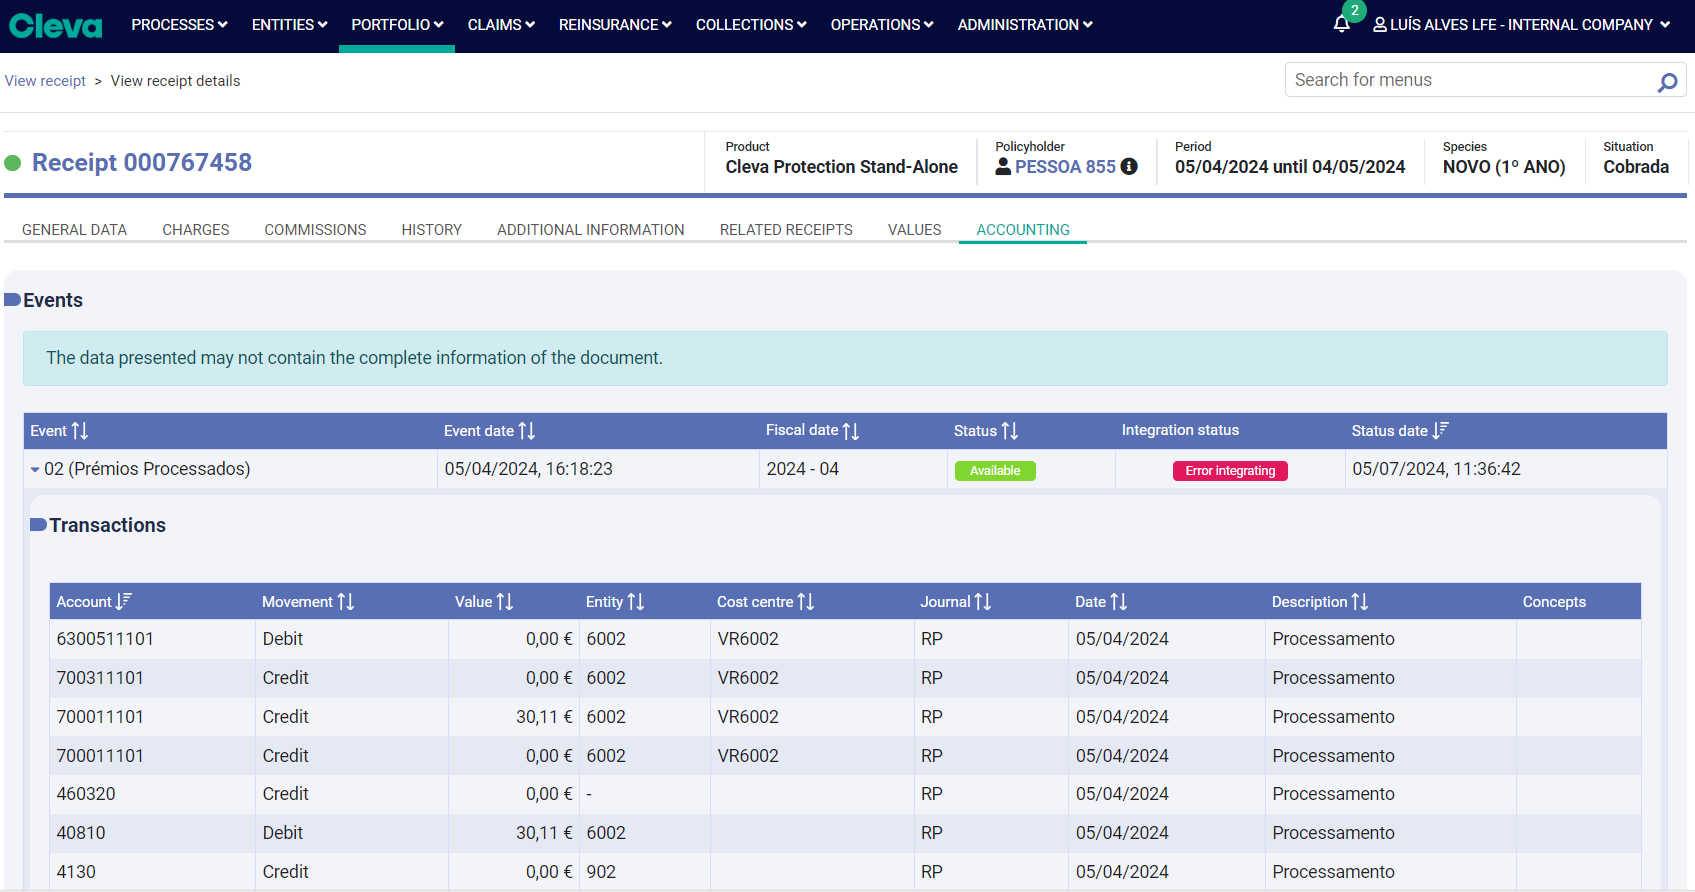 Cleva PROCESSES ENTITIES PORTFOLIO CLAIMS REINSURANCE COLLECTIONS OPERATIONS ADMINISTRATION 2 LUÍS ALVES LFE - INTERNAL COMPANY
View receipt > View receipt details Search for menus
Product Policyholder Period Species Situation
Receipt 000767458 Cleva Protection Stand-Alone PESSOA 855 05/04/2024 until 04/05/2024 NOVO (1º ANO) Cobrada
GENERAL DATA CHARGES COMMISSIONS HISTORY ADDITIONAL INFORMATION RELATED RECEIPTS VALUES ACCOUNTING
Events
The data presented may not contain the complete information of the document.
Event Event date Fiscal date Status Integration status Status date
02 (Prémios Processados) 05/04/2024, 16:18:23 2024 - 04 Available Error integrating 05/07/2024, 11:36:42
Transactions
Account Movement Value Entity Cost centre Journal Date Description Concepts
6300511101 Debit 0,00 € 6002 VR6002 RP 05/04/2024 Processamento
700311101 Credit 0,00 € 6002 VR6002 RP 05/04/2024 Processamento
700011101 Credit 30,11 € 6002 VR6002 RP 05/04/2024 Processamento
700011101 Credit 0,00 € 6002 VR6002 RP 05/04/2024 Processamento
460320 Credit 0,00 € - RP 05/04/2024 Processamento
40810 Debit 30,11 € 6002 RP 05/04/2024 Processamento
4130 Credit 0,00 € 902 RP 05/04/2024 Processamento